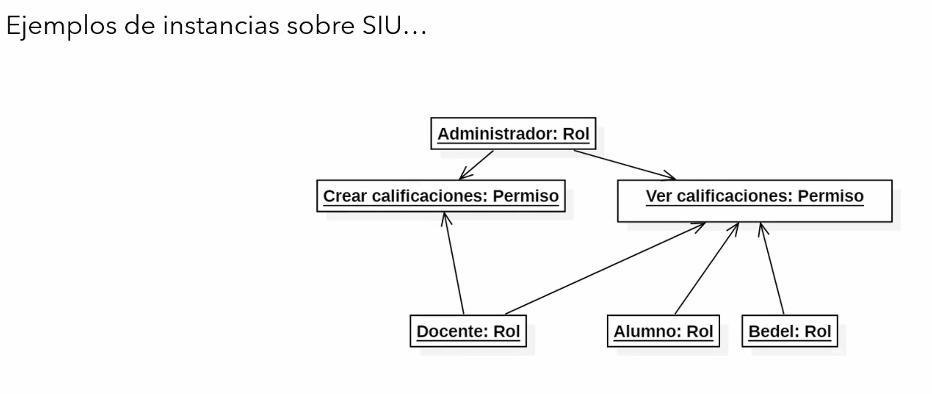 Ejemplos de instancias sobre SIU...
Administrador: Rol
Crear calificaciones: Permiso
Ver calificaciones: Permiso
Docente: Rol
Alumno: Rol
Bedel: Rol